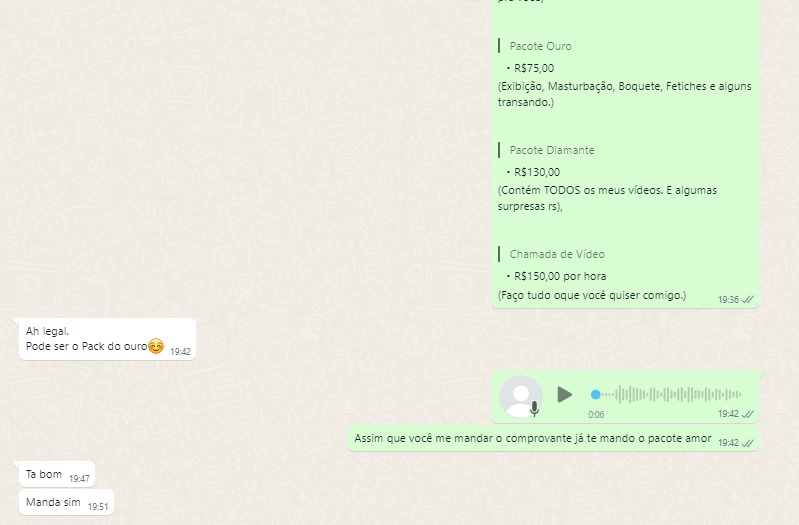 Pacote Ouro
• R$75,00
(Exibição, Masturbação, Boquete, Fetiches e alguns
transando.)
Pacote Diamante
• R$130,00
(Contém TODOS os meus vídeos. E algumas
surpresas rs),
Chamada de Vídeo
• R$150,00 por hora
(Faço tudo oque você quiser comigo.)
19:36
Ah legal.
Pode ser o Pack do ouro😊 19:42
0:06 19:42
Assim que você me mandar o comprovante já te mando o pacote amor 19:42
Ta bom 19:47
Manda sim 19:51